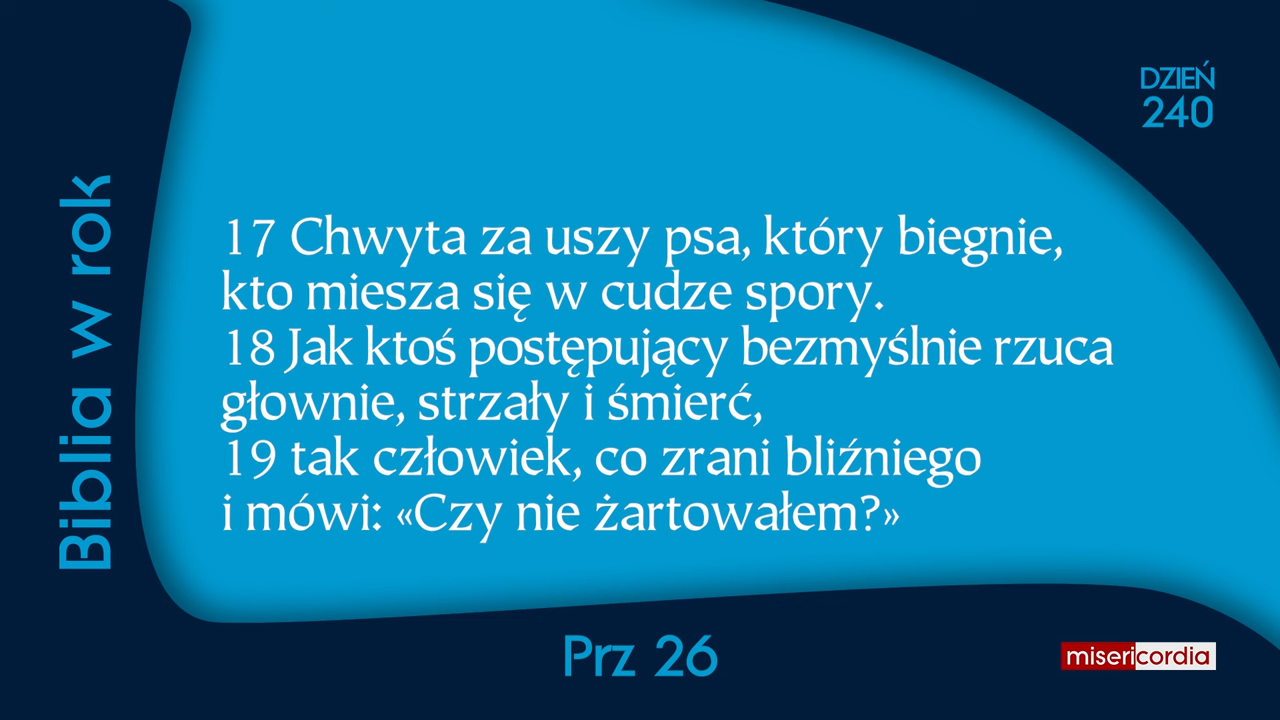 DZIEŃ
240
Biblia w rok
17 Chwyta za uszy psa, który biegnie,
kto miesza się w cudze spory.
18 Jak ktoś postępujący bezmyślnie rzuca
głownie, strzały i śmierć,
19 tak człowiek, co zrani bliźniego
i mówi: «Czy nie żartowałem?»
Prz 26
misericordia